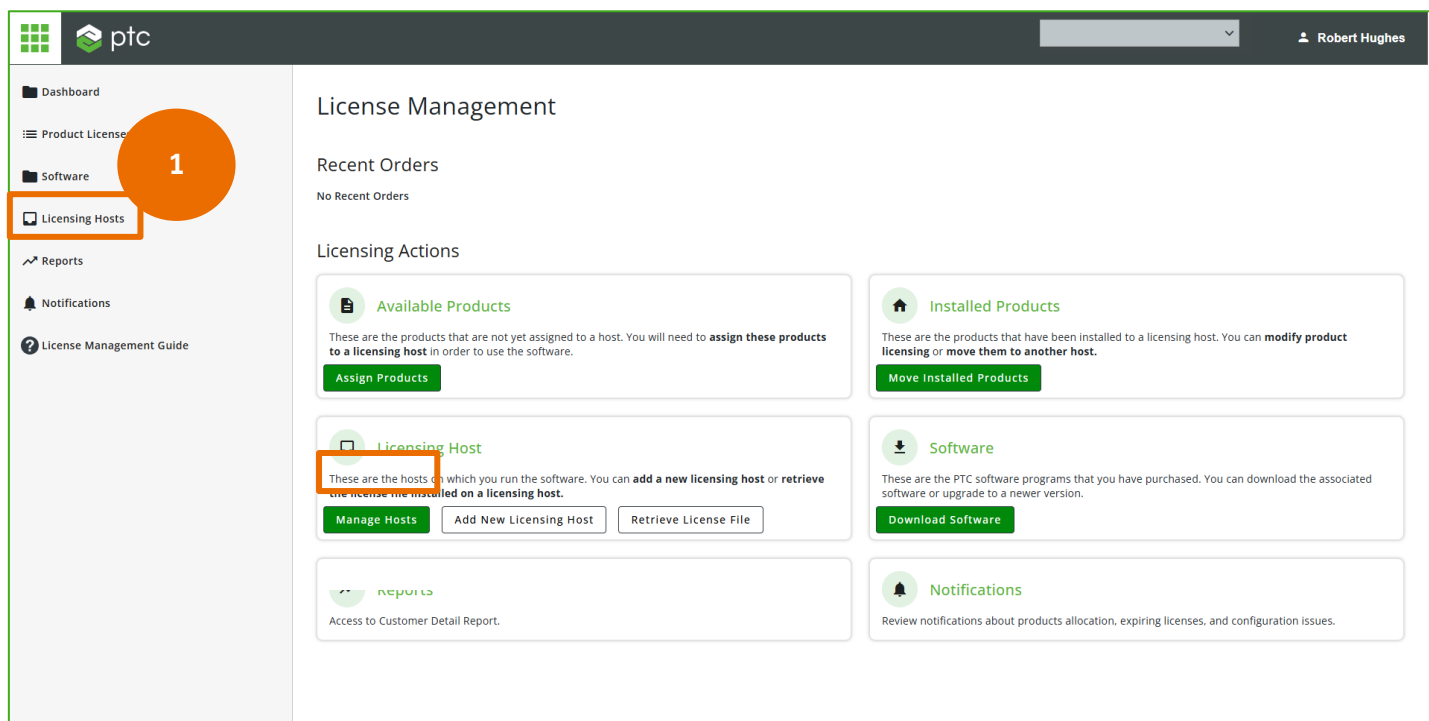 ptc
Robert Hughes
Dashboard
Product License
1
Software
Licensing Hosts
Reports
Notifications
License Management Guide
License Management
Recent Orders
No Recent Orders
Licensing Actions
Available Products
These are the products that are not yet assigned to a host. You will need to assign these products
to a licensing host in order to use the software.
Assign Products
Installed Products
These are the products that have been installed to a licensing host. You can modify product
licensing or move them to another host.
Move Installed Products
Licensing Host
These are the hosts on which you run the software. You can add a new licensing host or retrieve
the license file installed on a licensing host.
Manage Hosts
Add New Licensing Host
Retrieve License File
Software
These are the PTC software programs that you have purchased. You can download the associated
software or upgrade to a newer version.
Download Software
Reports
Access to Customer Detail Report.
Notifications
Review notifications about products allocation, expiring licenses, and configuration issues.